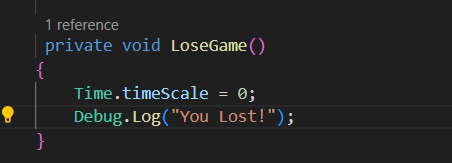 1 reference
private void LoseGame()
{
Time.timeScale = 0;
Debug.Log("You Lost!");
}